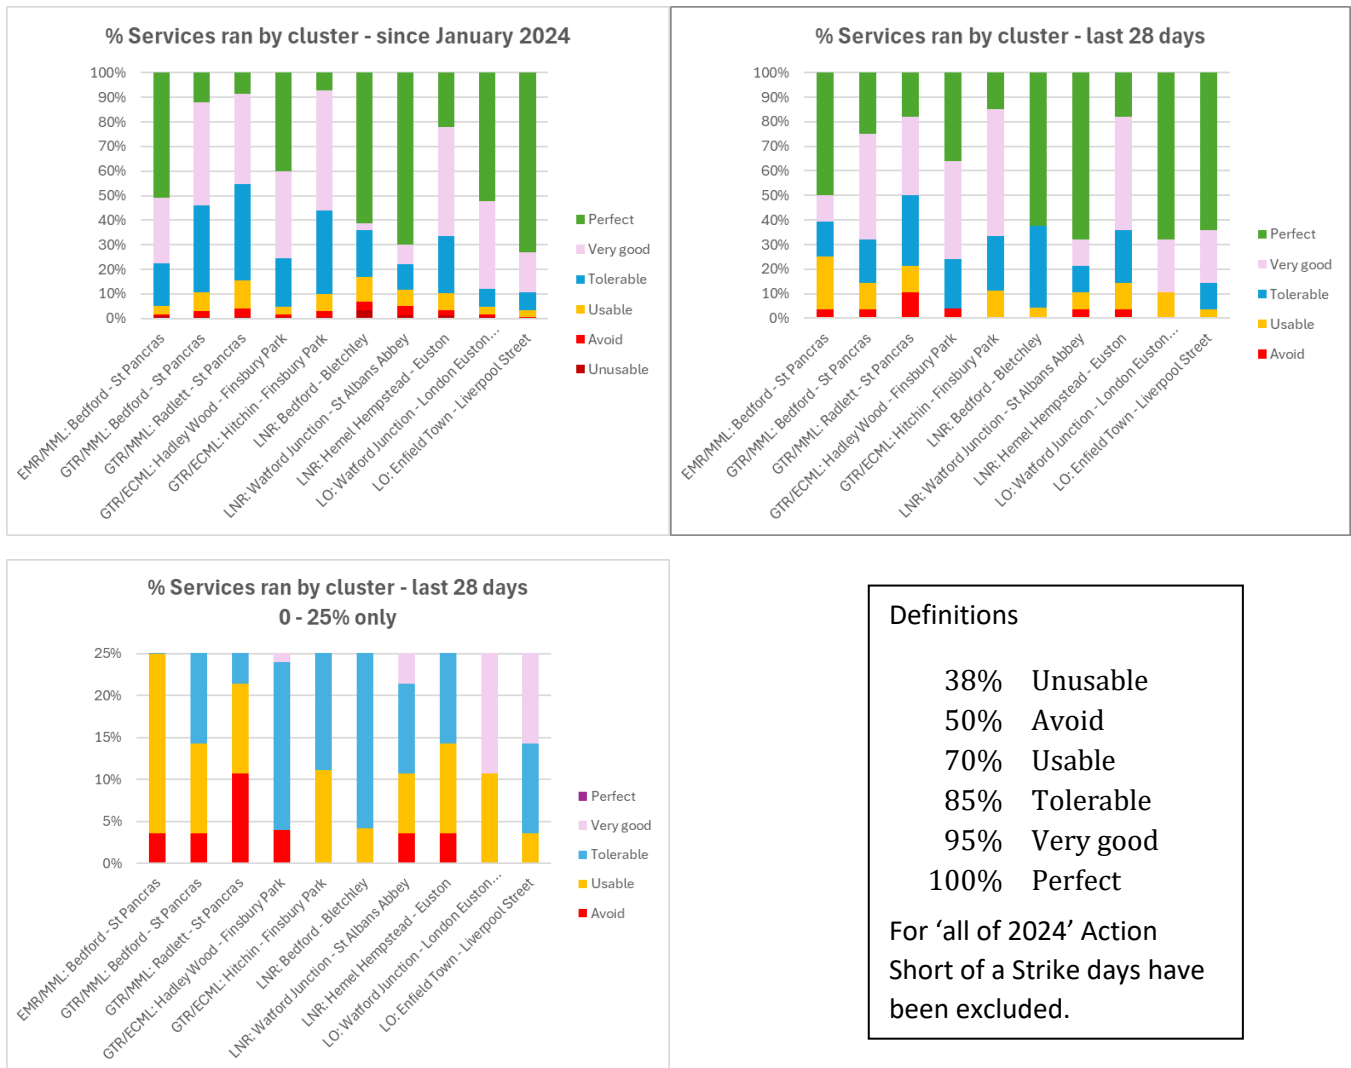 % Services ran by cluster - since January 2024
100%
90%
80%
70%
60%
50%
40%
30%
20%
10%
0%
Perfect
Very good
Tolerable
Usable
Avoid
Unusable
EMR/MML: Bedford - St Pancras
GTR/MML: Bedford - St Pancras
GTR/MML: Radlett - St Pancras
GTR/ECML: Hadley Wood - Finsbury Park
GTR/ECML: Hitchin - Finsbury Park
LNR: Bedford - Bletchley
LNR: Watford Junction - St Albans Abbey
LNR: Hemel Hempstead - Euston
LO: Watford Junction - London Euston...
LO: Enfield Town - Liverpool Street
% Services ran by cluster - last 28 days
100%
90%
80%
70%
60%
50%
40%
30%
20%
10%
0%
Perfect
Very good
Tolerable
Usable
Avoid
EMR/MML: Bedford - St Pancras
GTR/MML: Bedford - St Pancras
GTR/MML: Radlett - St Pancras
GTR/ECML: Hadley Wood - Finsbury Park
GTR/ECML: Hitchin - Finsbury Park
LNR: Bedford - Bletchley
LNR: Watford Junction - St Albans Abbey
LNR: Hemel Hempstead - Euston
LO: Watford Junction - London Euston...
LO: Enfield Town - Liverpool Street
% Services ran by cluster - last 28 days
0 - 25% only
25%
20%
15%
10%
5%
0%
Perfect
Very good
Tolerable
Usable
Avoid
EMR/MML: Bedford - St Pancras
GTR/MML: Bedford - St Pancras
GTR/MML: Radlett - St Pancras
GTR/ECML: Hadley Wood - Finsbury Park
GTR/ECML: Hitchin - Finsbury Park
LNR: Bedford - Bletchley
LNR: Watford Junction - St Albans Abbey
LNR: Hemel Hempstead - Euston
LO: Watford Junction - London Euston...
LO: Enfield Town - Liverpool Street
Definitions
38% Unusable
50% Avoid
70% Usable
85% Tolerable
95% Very good
100% Perfect
For ‘all of 2024’ Action
Short of a Strike days have
been excluded.